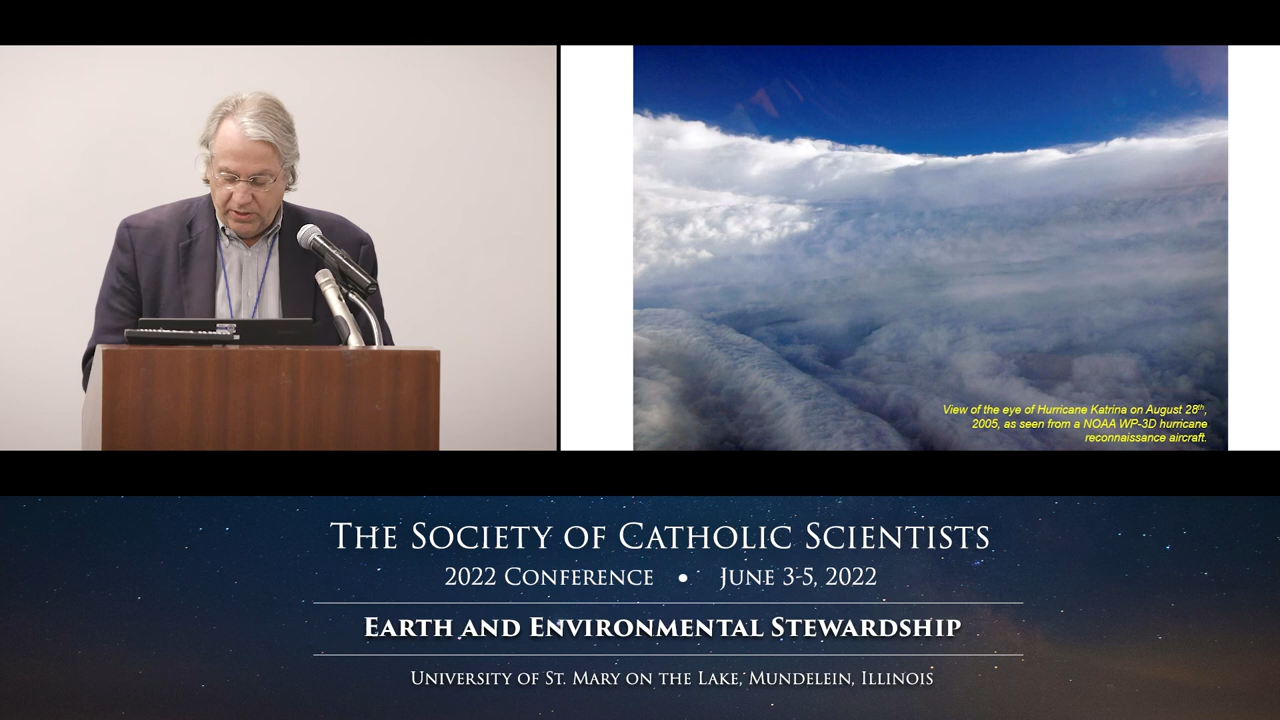 View of the eye of Hurricane Katrina on August 28th,
2005, as seen from a NOAA WP-3D hurricane
reconnaissance aircraft.
The Society of Catholic Scientists
2022 Conference • June 3-5, 2022
Earth and Environmental Stewardship
University of St. Mary on the Lake, Mundelein, Illinois